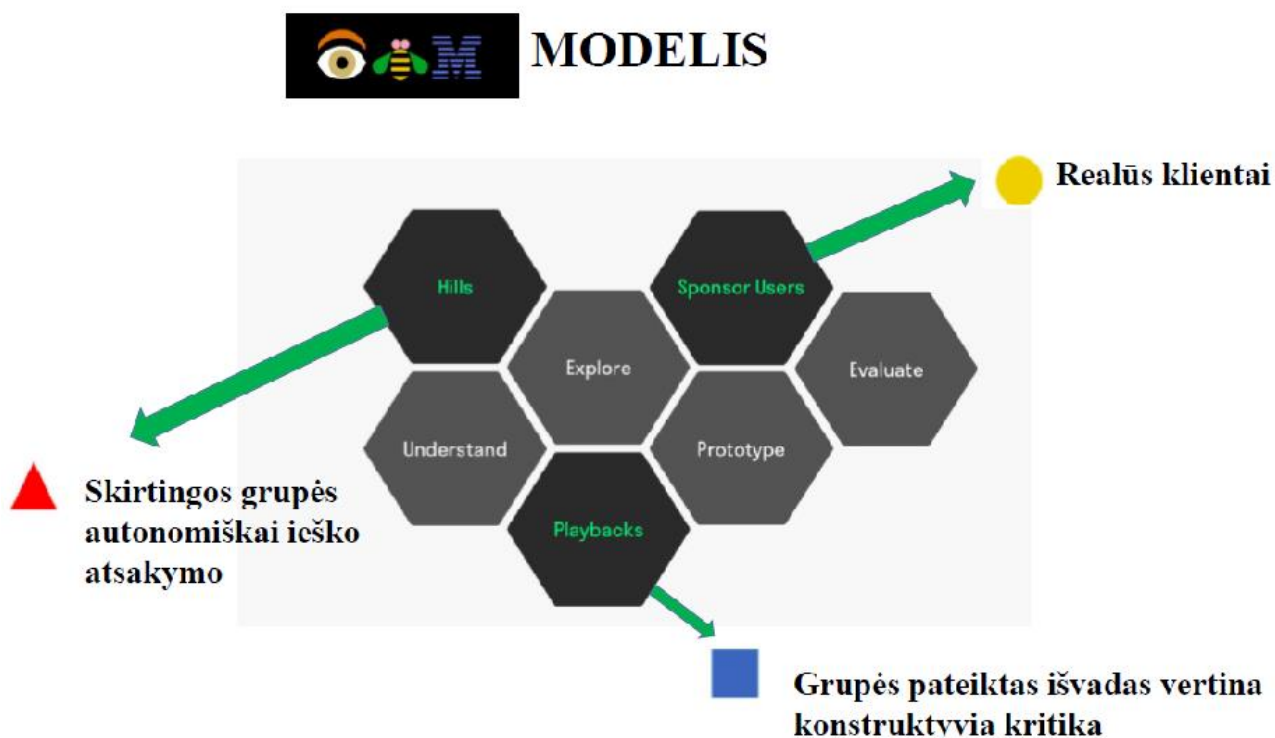 M MODELIS
Realūs klientai
Hills
Sponsor Users
Explore
Evaluate
Understand
Prototype
Skirtingos grupės
autonomiškai ieško
atsakymo
Playbacks
Grupės pateiktas išvadas vertina
konstruktyvia kritika